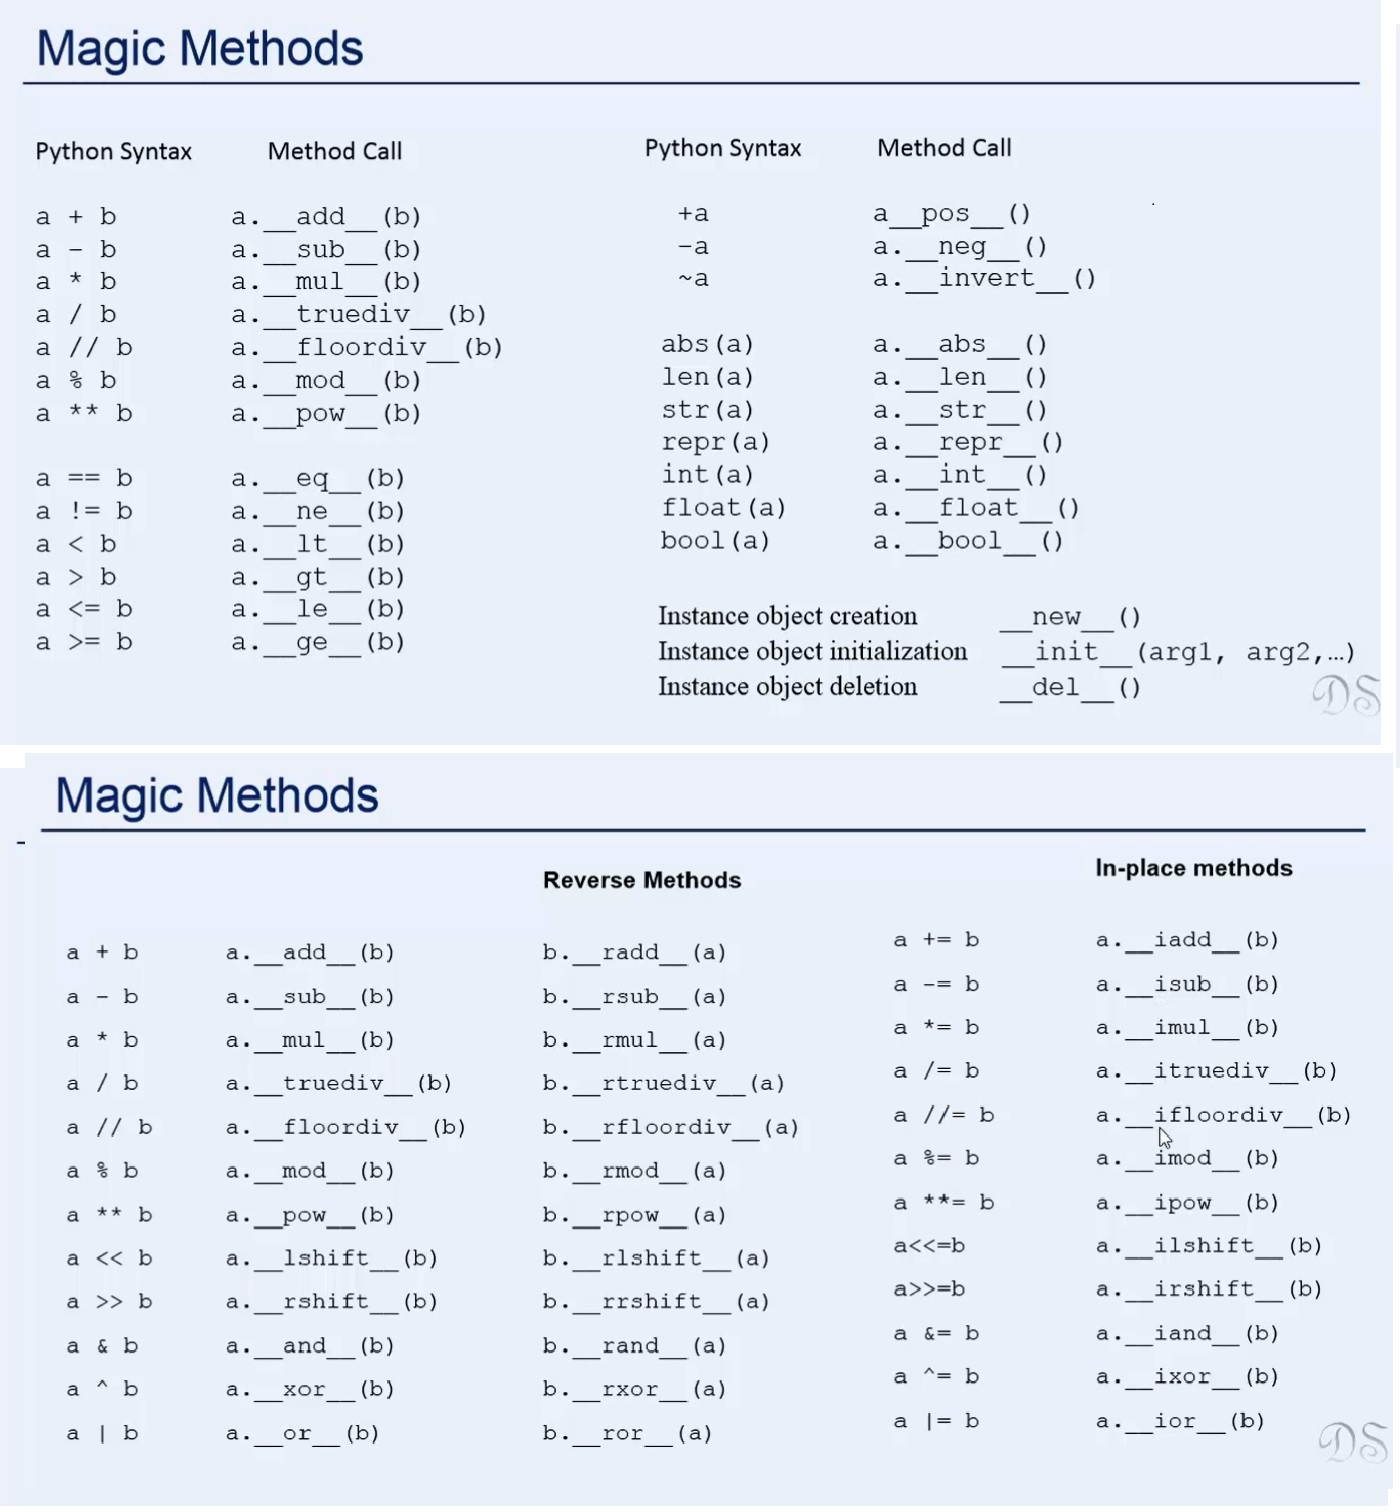 Magic Methods
Python Syntax Method Call
a + b a.__add__(b)
a - b a.__sub__(b)
a * b a.__mul__(b)
a / b a.__truediv__(b)
a // b a.__floordiv__(b)
a % b a.__mod__(b)
a ** b a.__pow__(b)
a == b a.__eq__(b)
a != b a.__ne__(b)
a < b a.__lt__(b)
a > b a.__gt__(b)
a <= b a.__le__(b)
a >= b a.__ge__(b)
Python Syntax Method Call
+a a__pos__()
-a a.__neg__()
~a a.__invert__()
abs(a) a.__abs__()
len(a) a.__len__()
str(a) a.__str__()
repr(a) a.__repr__()
int(a) a.__int__()
float(a) a.__float__()
bool(a) a.__bool__()
Instance object creation __new__()
Instance object initialization __init__(arg1, arg2,…)
Instance object deletion __del__()
DS
Magic Methods
Reverse Methods
a + b a.__add__(b) b.__radd__(a)
a - b a.__sub__(b) b.__rsub__(a)
a * b a.__mul__(b) b.__rmul__(a)
a / b a.__truediv__(b) b.__rtruediv__(a)
a // b a.__floordiv__(b) b.__rfloordiv__(a)
a % b a.__mod__(b) b.__rmod__(a)
a ** b a.__pow__(b) b.__rpow__(a)
a << b a.__lshift__(b) b.__rlshift__(a)
a >> b a.__rshift__(b) b.__rrshift__(a)
a & b a.__and__(b) b.__rand__(a)
a ^ b a.__xor__(b) b.__rxor__(a)
a | b a.__or__(b) b.__ror__(a)
In-place methods
a += b a.__iadd__(b)
a -= b a.__isub__(b)
a *= b a.__imul__(b)
a /= b a.__itruediv__(b)
a //= b a.__ifloordiv__(b)
a %= b a.__imod__(b)
a **= b a.__ipow__(b)
a<<=b a.__ilshift__(b)
a>>=b a.__irshift__(b)
a &= b a.__iand__(b)
a ^= b a.__ixor__(b)
a |= b a.__ior__(b)
DS